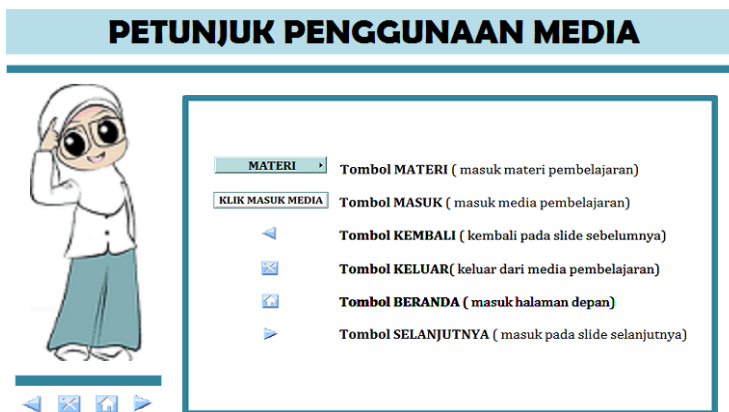 PETUNJUK PENGGUNAAN MEDIA
MATERI Tombol MATERI ( masuk materi pembelajaran)
KLIK MASUK MEDIA Tombol MASUK ( masuk media pembelajaran)
Tombol KEMBALI ( kembali pada slide sebelumnya)
Tombol KELUAR( keluar dari media pembelajaran)
Tombol BERANDA ( masuk halaman depan)
Tombol SELANJUTNYA ( masuk pada slide selanjutnya)